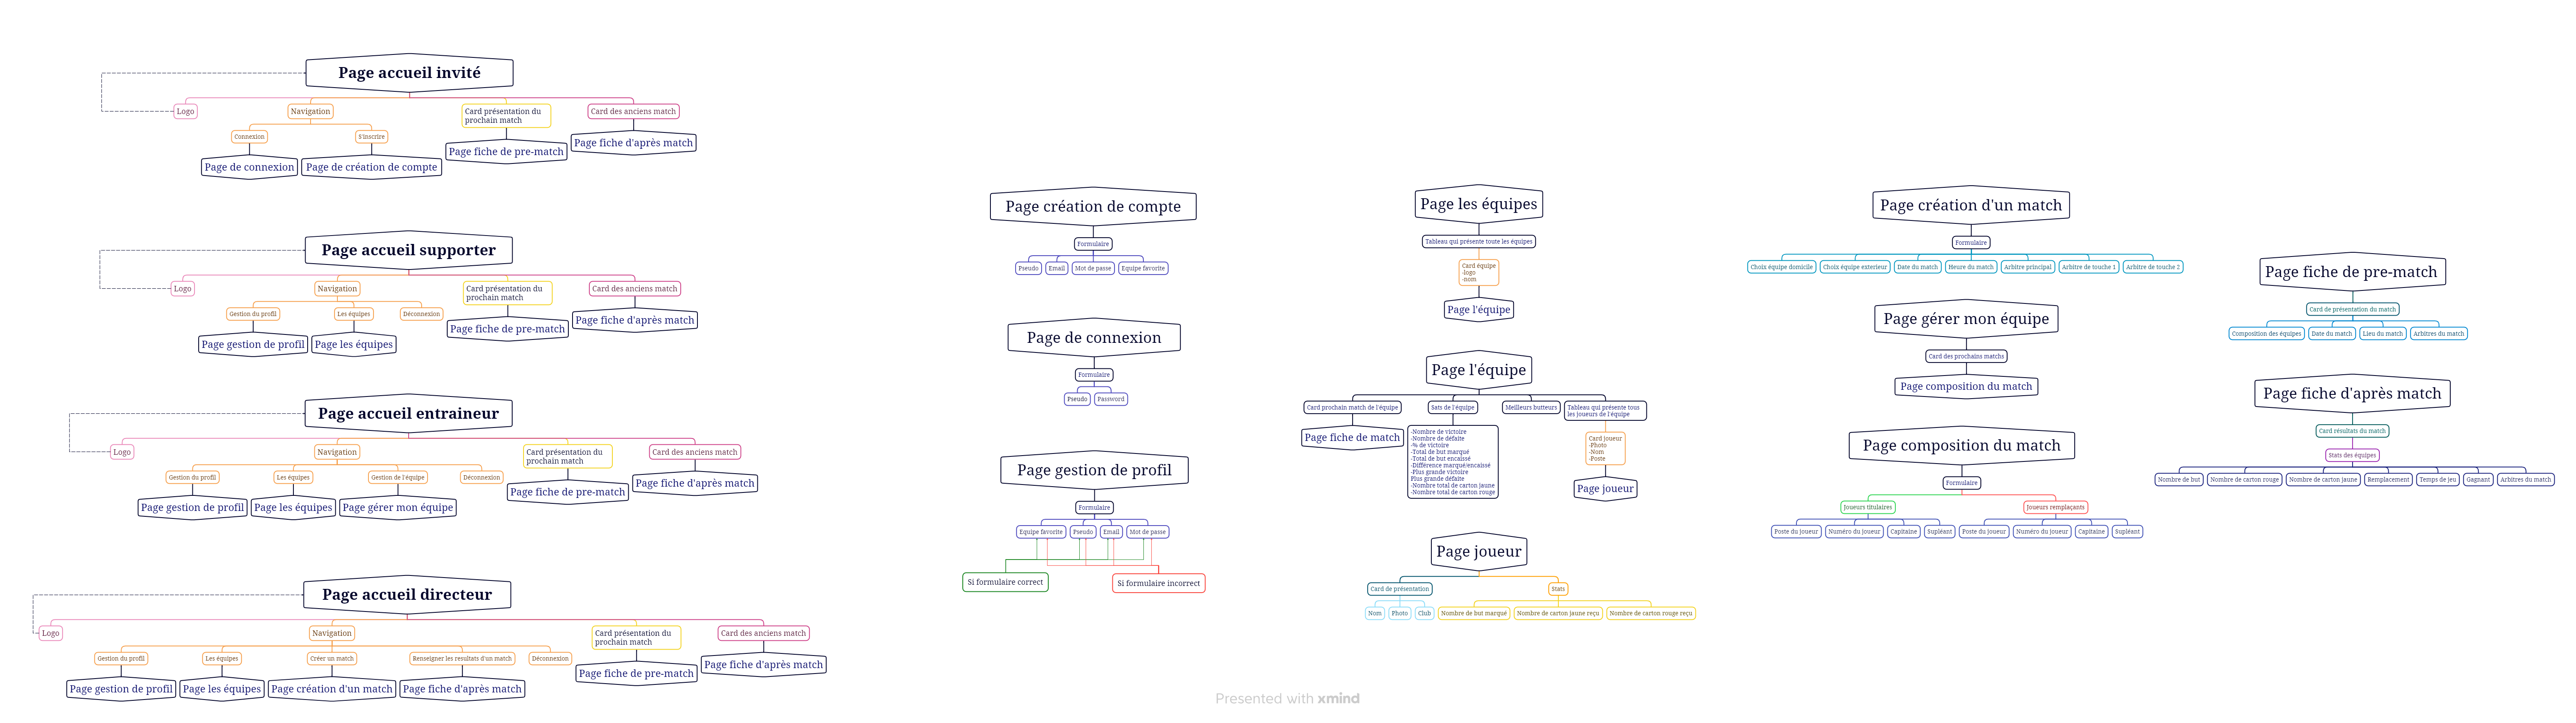 Page accueil invité
Logo
Navigation
Card présentation du
prochain match
Card des anciens match
Connexion
S'inscrire
Page de connexion
Page de création de compte
Page fiche de pre-match
Page fiche d'après match
Page accueil supporter
Logo
Navigation
Card présentation du
prochain match
Card des anciens match
Gestion du profil
Les équipes
Déconnexion
Page gestion de profil
Page les équipes
Page fiche de pre-match
Page fiche d'après match
Page accueil entraineur
Logo
Navigation
Card présentation du
prochain match
Card des anciens match
Gestion du profil
Les équipes
Gestion de l'équipe
Déconnexion
Page gestion de profil
Page les équipes
Page gérer mon équipe
Page fiche de pre-match
Page fiche d'après match
Page accueil directeur
Logo
Navigation
Card présentation du
prochain match
Card des anciens match
Gestion du profil
Les équipes
Créer un match
Renseigner les resultats d'un match
Déconnexion
Page gestion de profil
Page les équipes
Page création d'un match
Page fiche d'après match
Page fiche de pre-match
Page fiche d'après match
Page création de compte
Formulaire
Pseudo
Email
Mot de passe
Equipe favorite
Page de connexion
Formulaire
Pseudo
Password
Page gestion de profil
Formulaire
Equipe favorite
Pseudo
Email
Mot de passe
Si formulaire correct
Si formulaire incorrect
Page les équipes
Tableau qui présente toute les équipes
Card équipe
-logo
-nom
Page l'équipe
Page l'équipe
Card prochain match de l'équipe
Sats de l'équipe
Meilleurs butteurs
Tableau qui présente tous
les joueurs de l'équipe
Page fiche de match
-Nombre de victoire
-Nombre de défaite
-% de victoire
-Total de but marqué
-Total de but encaissé
-Différence marqué/encaissé
-Plus grande victoire
Plus grande défaite
-Nombre total de carton jaune
-Nombre total de carton rouge
Card joueur
-Photo
-Nom
-Poste
Page joueur
Page joueur
Card de présentation
Stats
Nom
Photo
Club
Nombre de but marqué
Nombre de carton jaune reçu
Nombre de carton rouge reçu
Page création d'un match
Formulaire
Choix équipe domicile
Choix équipe exterieur
Date du match
Heure du match
Arbitre principal
Arbitre de touche 1
Arbitre de touche 2
Page gérer mon équipe
Card des prochains matchs
Page composition du match
Page composition du match
Formulaire
Joueurs titulaires
Joueurs remplaçants
Poste du joueur
Numéro du joueur
Capitaine
Supléant
Poste du joueur
Numéro du joueur
Capitaine
Supléant
Page fiche de pre-match
Card de présentation du match
Composition des équipes
Date du match
Lieu du match
Arbitres du match
Page fiche d'après match
Card résultats du match
Stats des équipes
Nombre de but
Nombre de carton rouge
Nombre de carton jaune
Remplacement
Temps de jeu
Gagnant
Arbitres du match
Presented with xmind